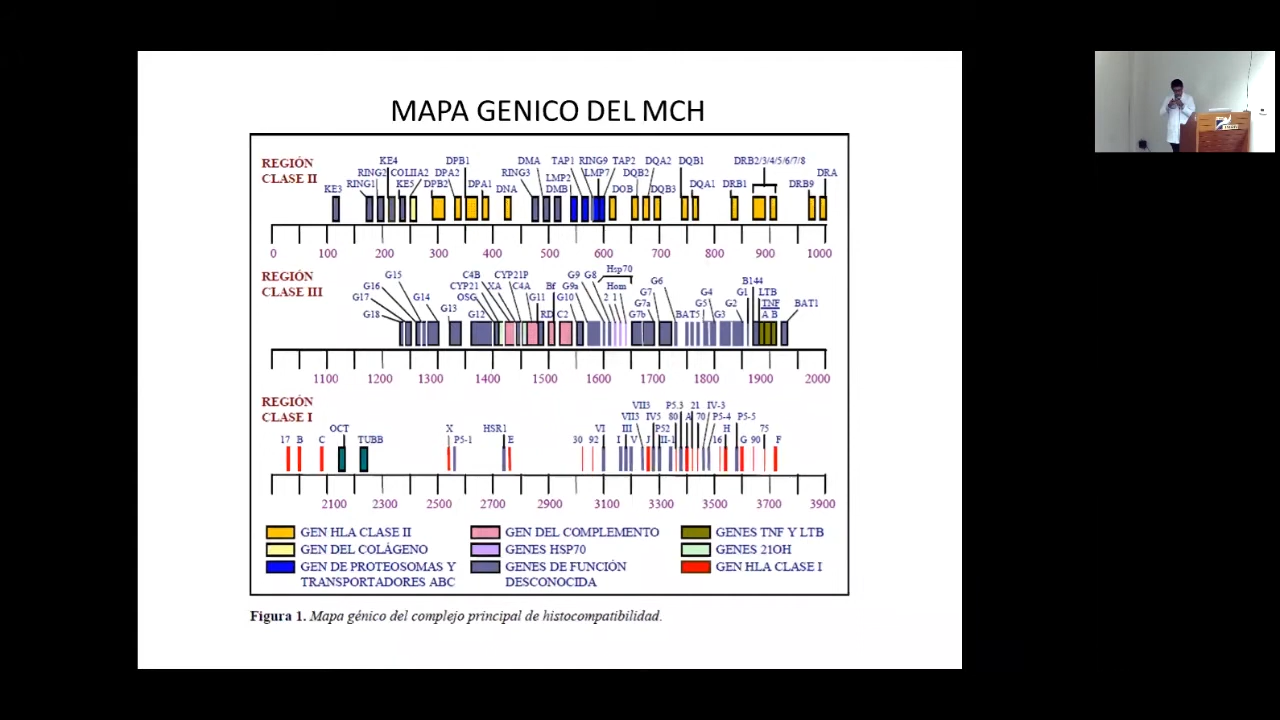 MAPA GENICO DEL MCH
REGIÓN
CLASE II
KE4 DPB1 DMA TAP1 RING9 TAP2 DQA2 DQB1 DRB2/3/4/5/6/7/8
RING2 COLIIA2 DPA2 RING3 LMP2 LMP7 DQB2 DRA
KE3 RING1 KE5 DPB2 DPA1 DNA DMB DOB DQB3 DQA1 DRB1 DRB9
0 100 200 300 400 500 600 700 800 900 1000
REGIÓN
CLASE III
Hsp70
G15 C4B CYP21P G9 G8 G6 B144
G16 CYP21 XA C4A Bf G9a Hom G7 G4 G1 LTB
G17 G14 OSG G11 G10 2 1 G7a G5 G2 TNF BAT1
G18 G13 G12 RD C2 G7b BAT5 G3 A B
1100 1200 1300 1400 1500 1600 1700 1800 1900 2000
REGIÓN
CLASE I
VII3 P5.3 21 IV-3
VII3 IV5 80 A 70 P5-4 P5-5
OCT X HSR1 VI III P52 H 75
17 B C TUBB P5-1 E 30 92 I V J II-1 16 G 90 F
2100 2300 2500 2700 2900 3100 3300 3500 3700 3900
GEN HLA CLASE II GEN DEL COMPLEMENTO GENES TNF Y LTB
GEN DEL COLÁGENO GENES HSP70 GENES 21OH
GEN DE PROTEOSOMAS Y GENES DE FUNCIÓN GEN HLA CLASE I
TRANSPORTADORES ABC DESCONOCIDA
Figura 1. Mapa génico del complejo principal de histocompatibilidad.